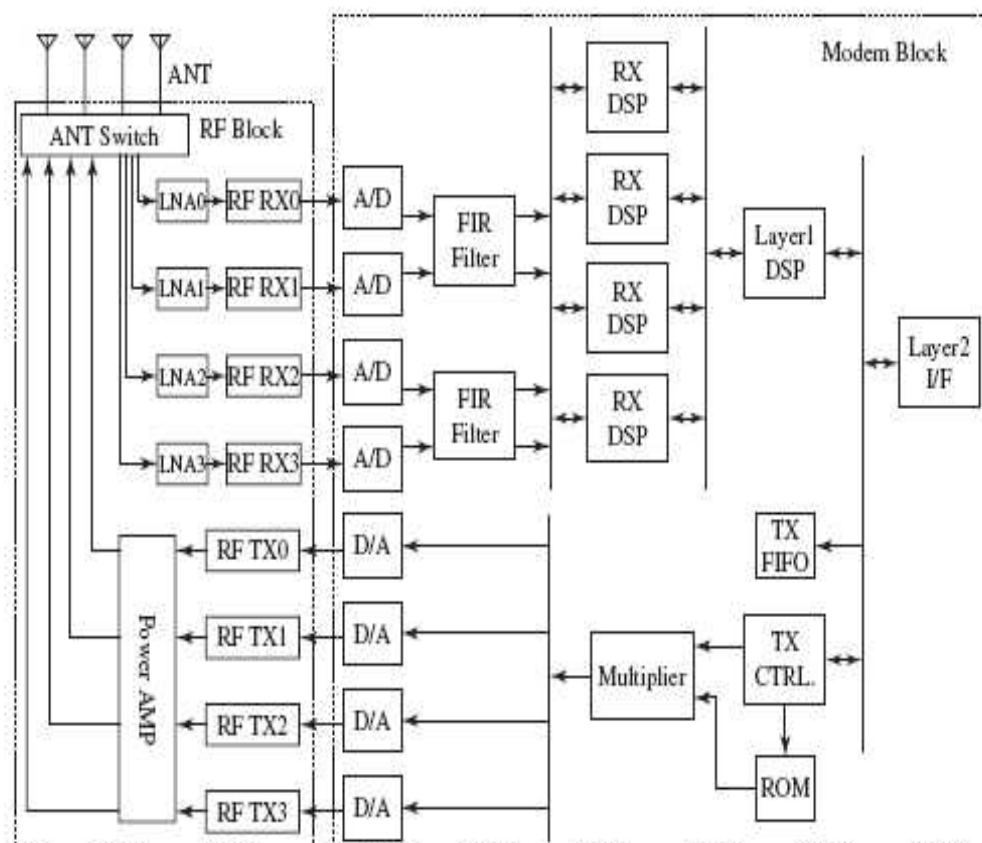 Modem Block
ANT
RF Block
ANT Switch
LNA0
RF RX0
A/D
LNA1
RF RX1
A/D
FIR
Filter
LNA2
RF RX2
A/D
LNA3
RF RX3
A/D
FIR
Filter
RX
DSP
RX
DSP
RX
DSP
RX
DSP
Layer1
DSP
Layer2
I/F
Power AMP
RF TX0
D/A
RF TX1
D/A
RF TX2
D/A
RF TX3
D/A
Multiplier
TX
FIFO
TX
CTRL.
ROM